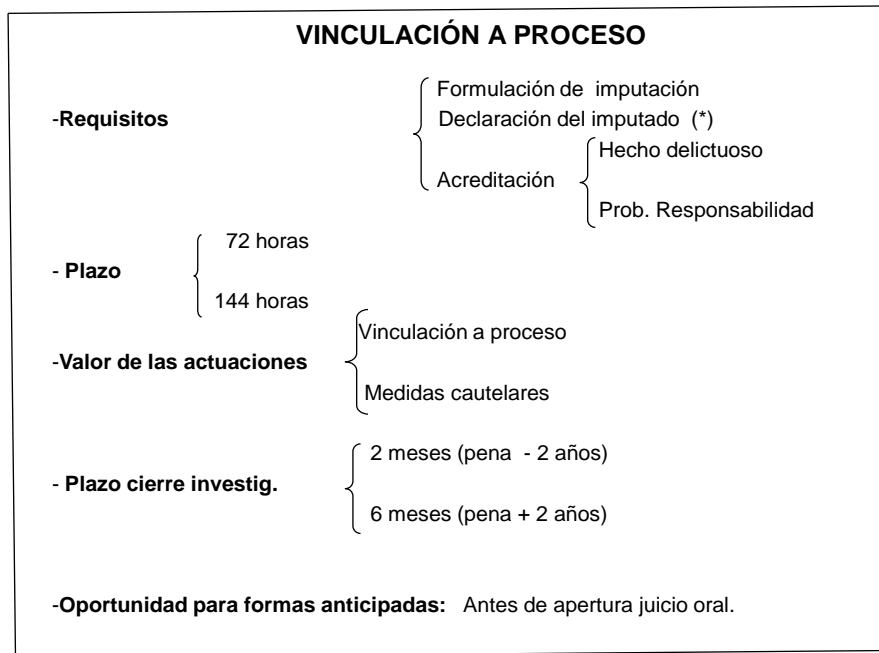 VINCULACIÓN A PROCESO
Formulación de imputación
-Requisitos
Declaración del imputado (*)
Hecho delictuoso
Acreditación
Prob. Responsabilidad
72 horas
- Plazo
144 horas
Vinculación a proceso
-Valor de las actuaciones
Medidas cautelares
2 meses (pena - 2 años)
- Plazo cierre investig.
6 meses (pena + 2 años)
-Oportunidad para formas anticipadas: Antes de apertura juicio oral.